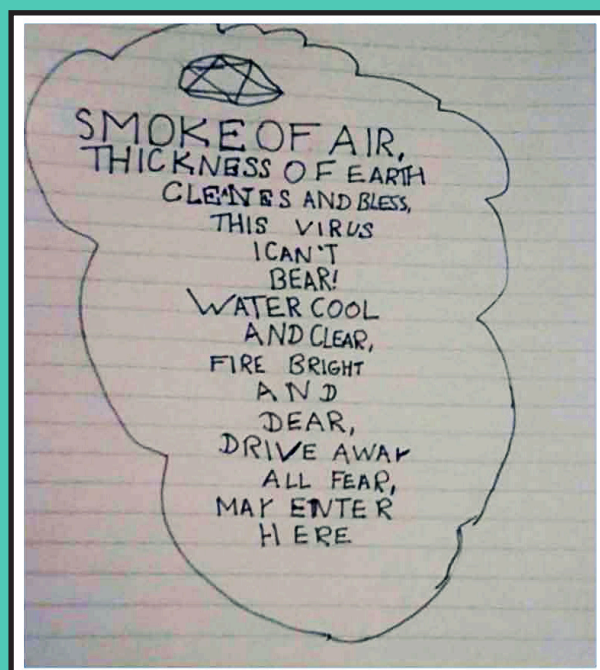 SMOKE OF AIR,
THICKNESS OF EARTH
CLEANES AND BLESS,
THIS VIRUS
I CAN'T
BEAR!
WATER COOL
AND CLEAR,
FIRE BRIGHT
AND
DEAR,
DRIVE AWAY
ALL FEAR,
MAY ENTER
HERE